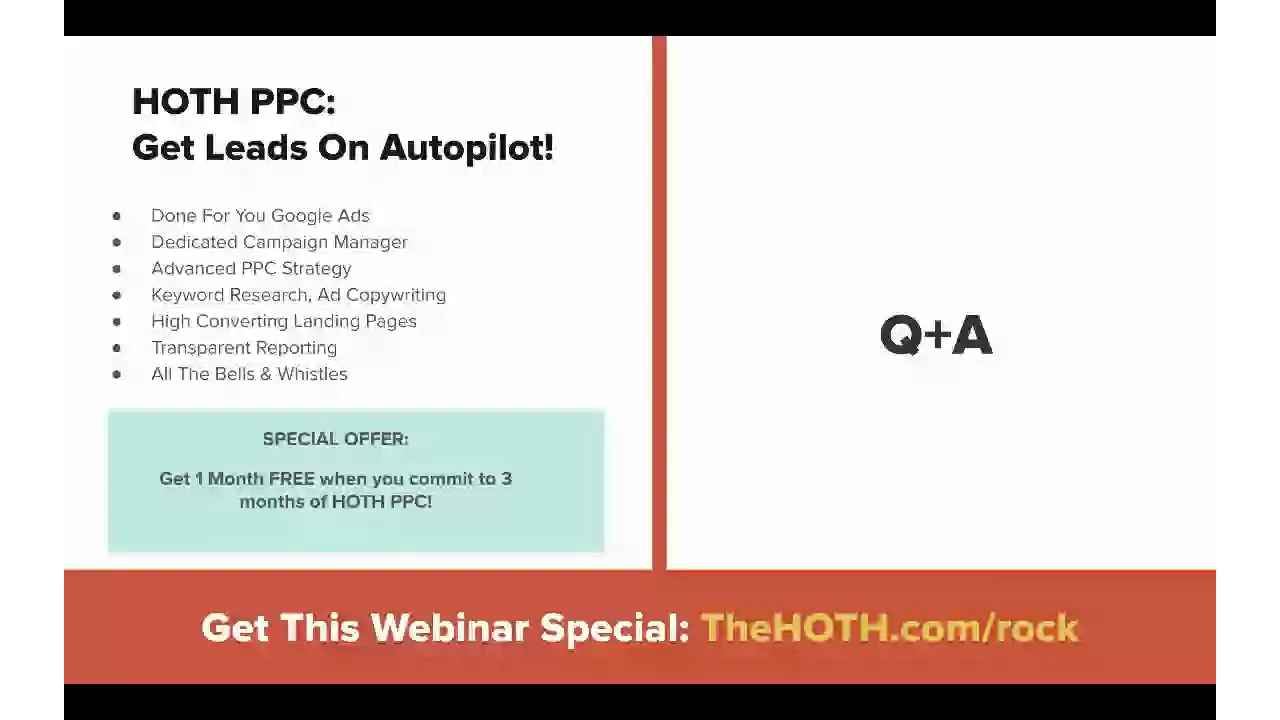 HOTH PPC:
Get Leads On Autopilot!
● Done For You Google Ads
● Dedicated Campaign Manager
● Advanced PPC Strategy
● Keyword Research, Ad Copywriting
● High Converting Landing Pages
● Transparent Reporting
● All The Bells & Whistles
SPECIAL OFFER:
Get 1 Month FREE when you commit to 3
months of HOTH PPC!
Q+A
Get This Webinar Special: TheHOTH.com/rock